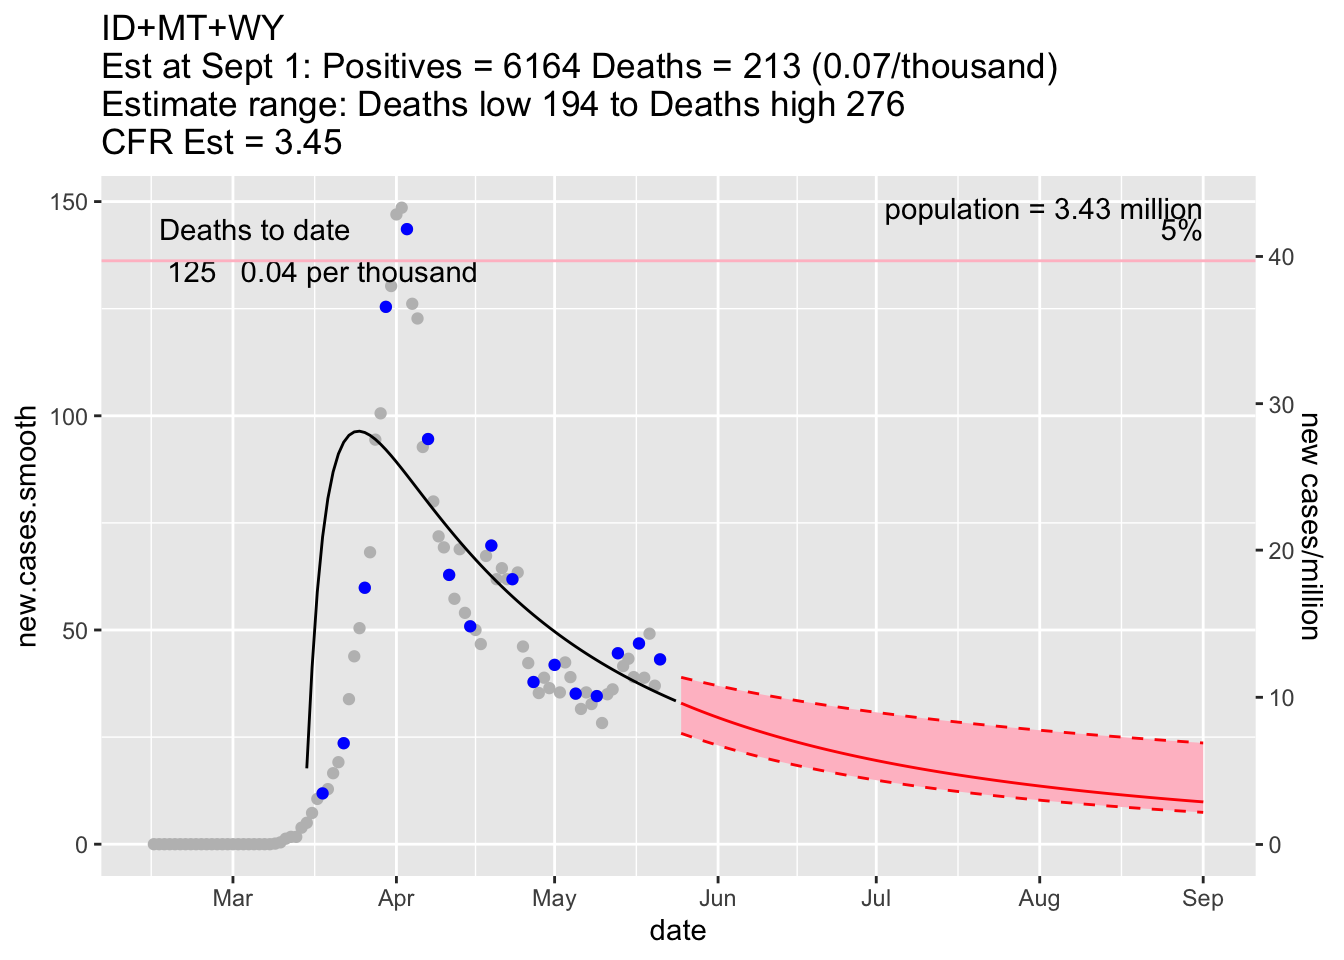 ID+MT+WY
Est at Sept 1: Positives = 6164 Deaths = 213 (0.07/thousand)
Estimate range: Deaths low 194 to Deaths high 276
CFR Est = 3.45
150
100
50
0
new.cases.smooth
Deaths to date
125 0.04 per thousand
population = 3.43 million
5%
40
30
20
10
0
new cases/million
Mar Apr May Jun Jul Aug Sep
date